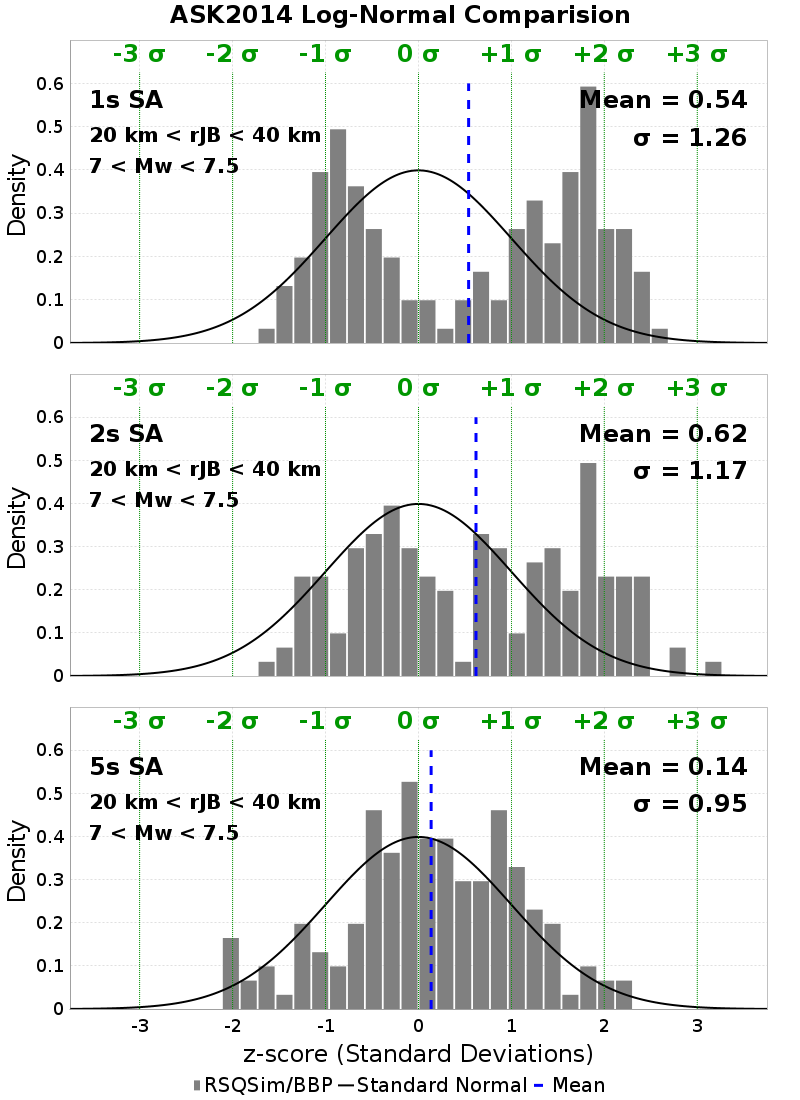 ASK2014 Log-Normal Comparision
-3 σ -2 σ -1 σ 0 σ +1 σ +2 σ +3 σ
1s SA
20 km < rJB < 40 km
7 < Mw < 7.5
Mean = 0.54
σ = 1.26
Density
0.6
0.5
0.4
0.3
0.2
0.1
0
-3 σ -2 σ -1 σ 0 σ +1 σ +2 σ +3 σ
2s SA
20 km < rJB < 40 km
7 < Mw < 7.5
Mean = 0.62
σ = 1.17
Density
0.6
0.5
0.4
0.3
0.2
0.1
0
-3 σ -2 σ -1 σ 0 σ +1 σ +2 σ +3 σ
5s SA
20 km < rJB < 40 km
7 < Mw < 7.5
Mean = 0.14
σ = 0.95
Density
0.6
0.5
0.4
0.3
0.2
0.1
0
-3 -2 -1 0 1 2 3
z-score (Standard Deviations)
RSQSim/BBP Standard Normal Mean